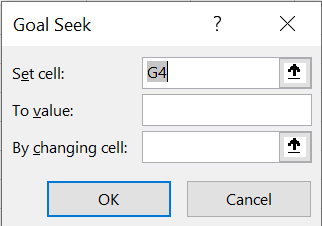 Goal Seek ? ×
Set cell: G4
To value:
By changing cell:
OK Cancel